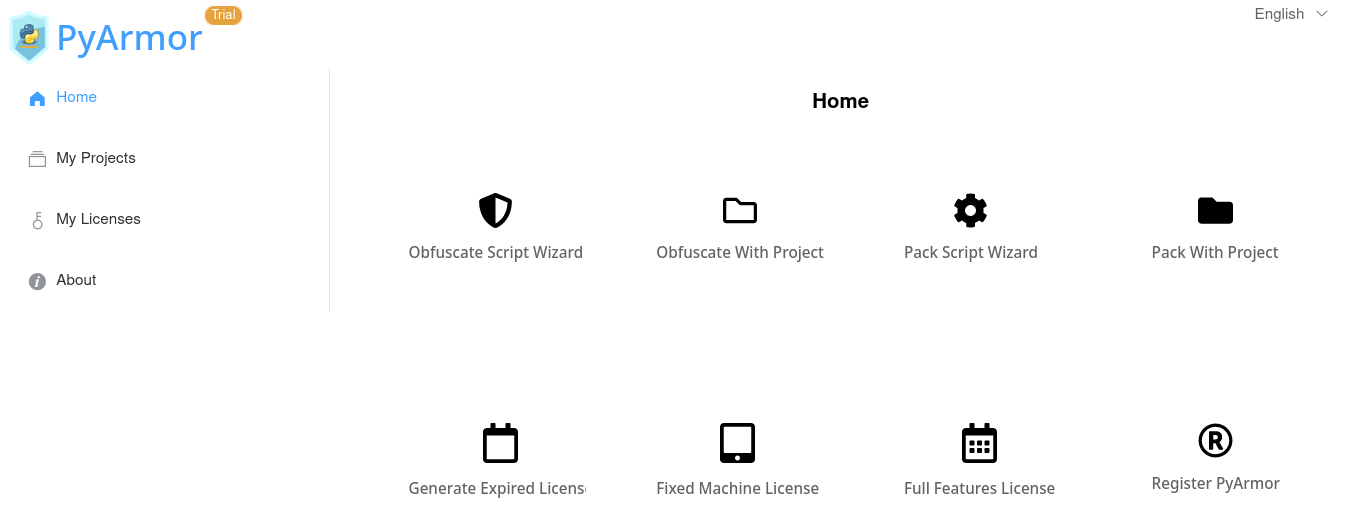 PyArmor
Trial
English
Home
My Projects
My Licenses
About
Home
Obfuscate Script Wizard
Obfuscate With Project
Pack Script Wizard
Pack With Project
Generate Expired Licens
Fixed Machine License
Full Features License
Register PyArmor